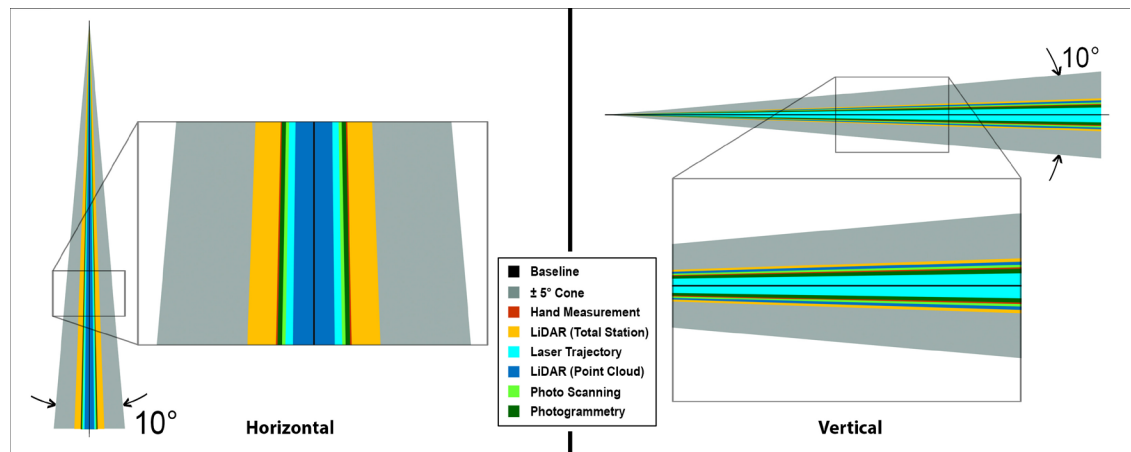 10°
Horizontal
10°
Baseline
± 5° Cone
Hand Measurement
LiDAR (Total Station)
Laser Trajectory
LiDAR (Point Cloud)
Photo Scanning
Photogrammetry
Vertical